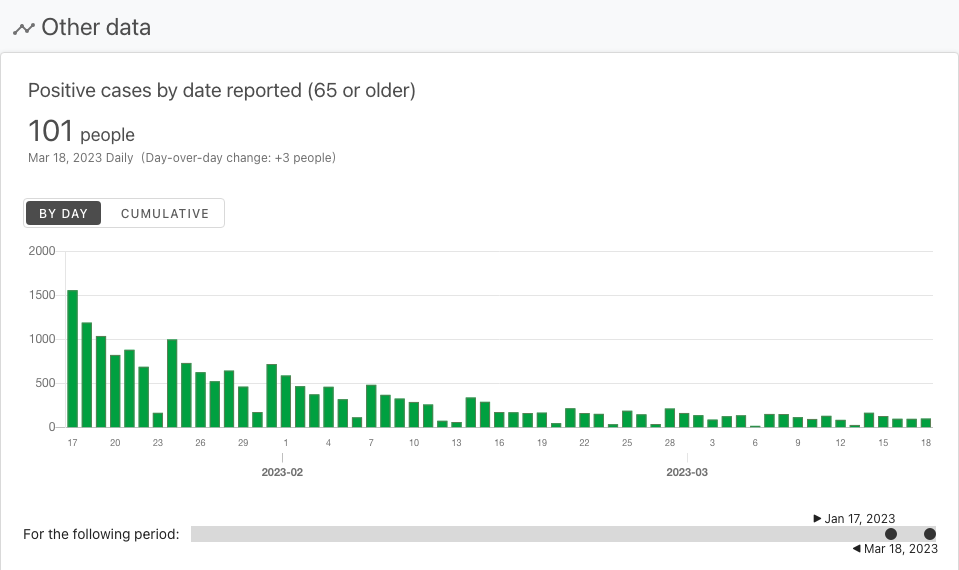 Other data
Positive cases by date reported (65 or older)
101 people
Mar 18, 2023 Daily (Day-over-day change: +3 people)
BY DAY CUMULATIVE
2000
1500
1000
500
0
17 20 23 26 29 1 4 7 10 13 16 19 22 25 28 3 6 9 12 15 18
2023-02 2023-03
Jan 17, 2023
For the following period:
Mar 18, 2023